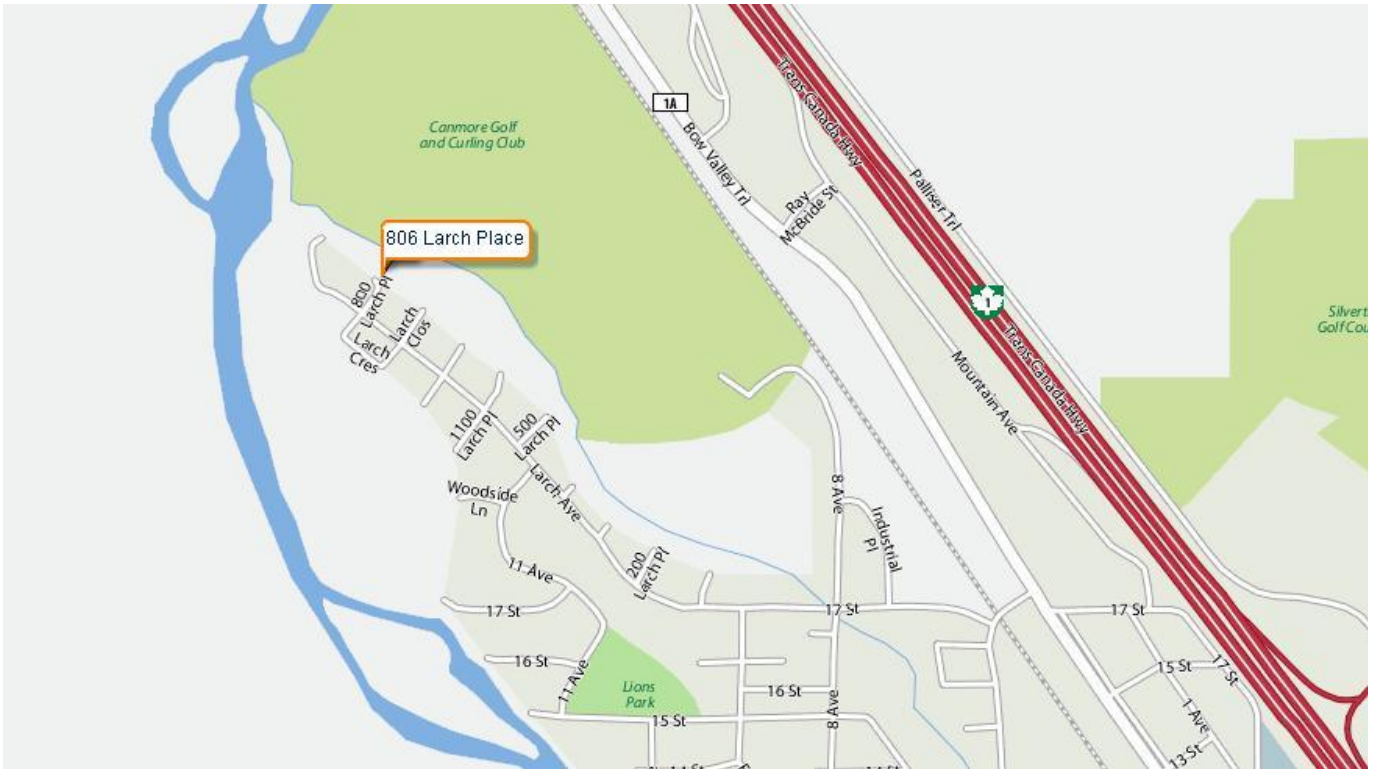 Canmore Golf
and Curling Club
1A
Trans Canada Hwy
Bow Valley Trl
Ray
McBride St
Palliser Trl
806 Larch Place
800
Larch Pl
Larch
Clos
Larch
Cres
1
Silvert
Golf Cou
Trans Canada Hwy
Mountain Ave
1100
Larch Pl
500
Larch Pl
Larch Ave
Woodside
Ln
8 Ave
Industrial
Pl
11 Ave
200
Larch Pl
17 St
17 St
17 St
16 St
11 Ave
Lions
Park
16 St
15 St
17 St
15 St
8 Ave
1 Ave
13 St